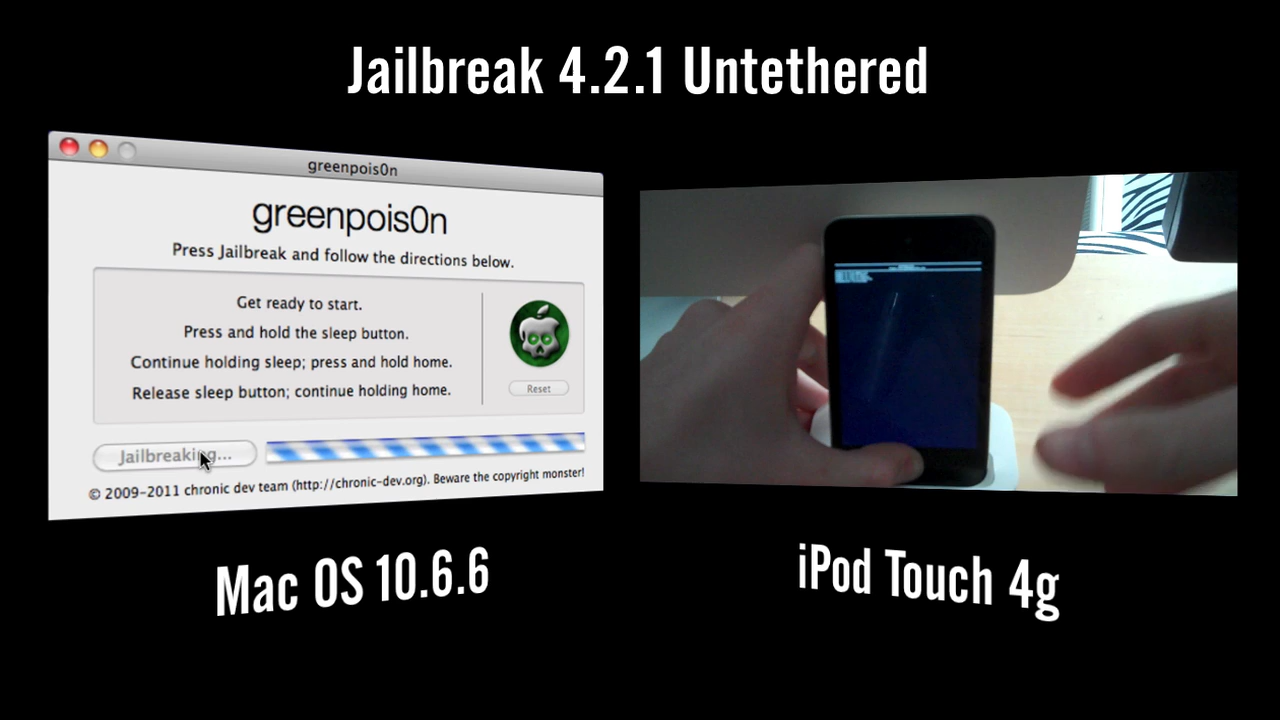 Jailbreak 4.2.1 Untethered
greenpois0n
greenpois0n
Press Jailbreak and follow the directions below.
Get ready to start.
Press and hold the sleep button.
Continue holding sleep; press and hold home.
Release sleep button; continue holding home.
Reset
Jailbreaking...
© 2009-2011 chronic dev team (http://chronic-dev.org). Beware the copyright monster!
Mac OS 10.6.6
iPod Touch 4g